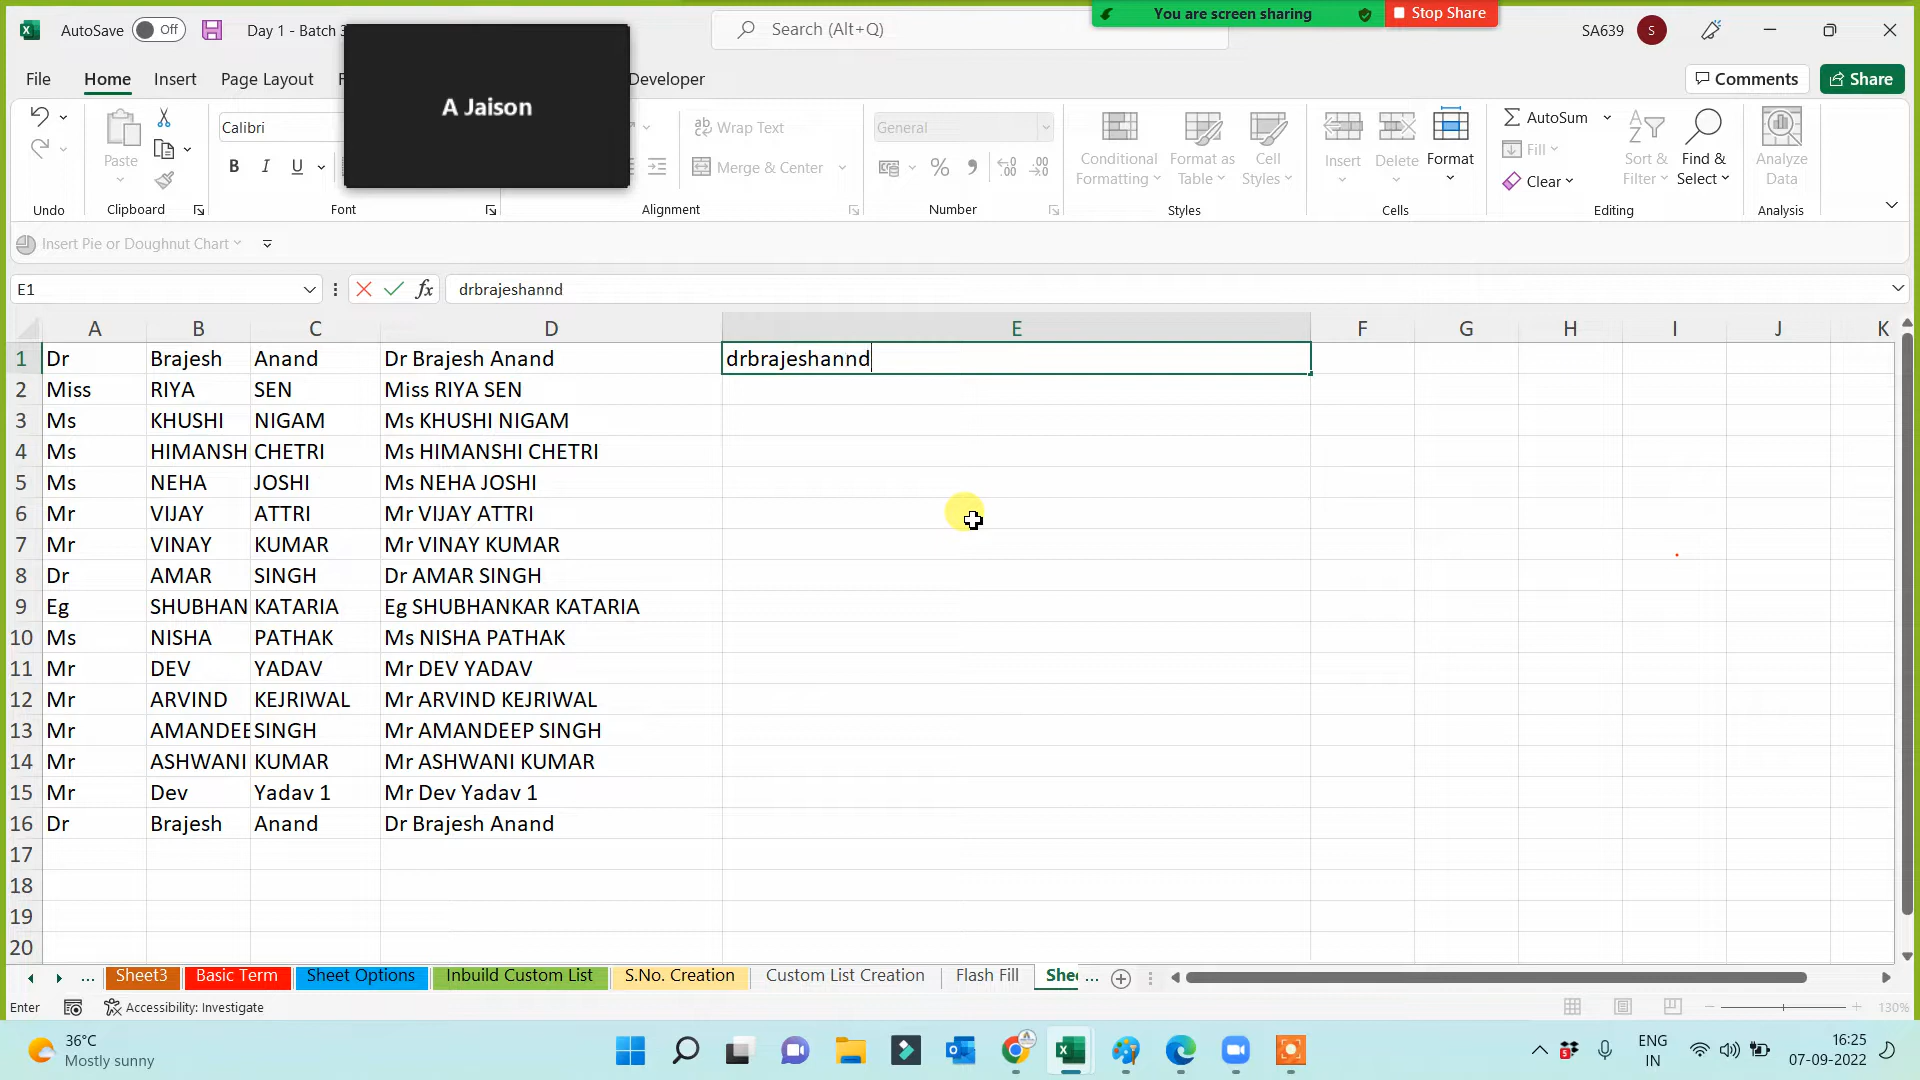 You are screen sharing
Stop Share
AutoSave Off Day 1 - Batch 3
Search (Alt+Q)
SA639 S
File Home Insert Page Layout F Developer
Comments Share
A Jaison
Calibri
Wrap Text
General
AutoSum
Paste
B I U
Merge & Center
Conditional Formatting
Format as Table
Cell Styles
Insert Delete Format
Fill
Clear
Sort & Filter
Find & Select
Analyze Data
Undo Clipboard Font Alignment Number Styles Cells Editing Analysis
Insert Pie or Doughnut Chart
E1 fx drbrajeshannd
A B C D E F G H I J K
1 Dr Brajesh Anand Dr Brajesh Anand drbrajeshannd
2 Miss RIYA SEN Miss RIYA SEN
3 Ms KHUSHI NIGAM Ms KHUSHI NIGAM
4 Ms HIMANSH CHETRI Ms HIMANSHI CHETRI
5 Ms NEHA JOSHI Ms NEHA JOSHI
6 Mr VIJAY ATTRI Mr VIJAY ATTRI
7 Mr VINAY KUMAR Mr VINAY KUMAR
8 Dr AMAR SINGH Dr AMAR SINGH
9 Eg SHUBHAN KATARIA Eg SHUBHANKAR KATARIA
10 Ms NISHA PATHAK Ms NISHA PATHAK
11 Mr DEV YADAV Mr DEV YADAV
12 Mr ARVIND KEJRIWAL Mr ARVIND KEJRIWAL
13 Mr AMANDEE SINGH Mr AMANDEEP SINGH
14 Mr ASHWANI KUMAR Mr ASHWANI KUMAR
15 Mr Dev Yadav 1 Mr Dev Yadav 1
16 Dr Brajesh Anand Dr Brajesh Anand
17
18
19
20
... Sheet3 Basic Term Sheet Options Inbuild Custom List S.No. Creation Custom List Creation Flash Fill Shee ...
Enter Accessibility: Investigate
130%
36°C
Mostly sunny
5
ENG
IN
16:25
07-09-2022